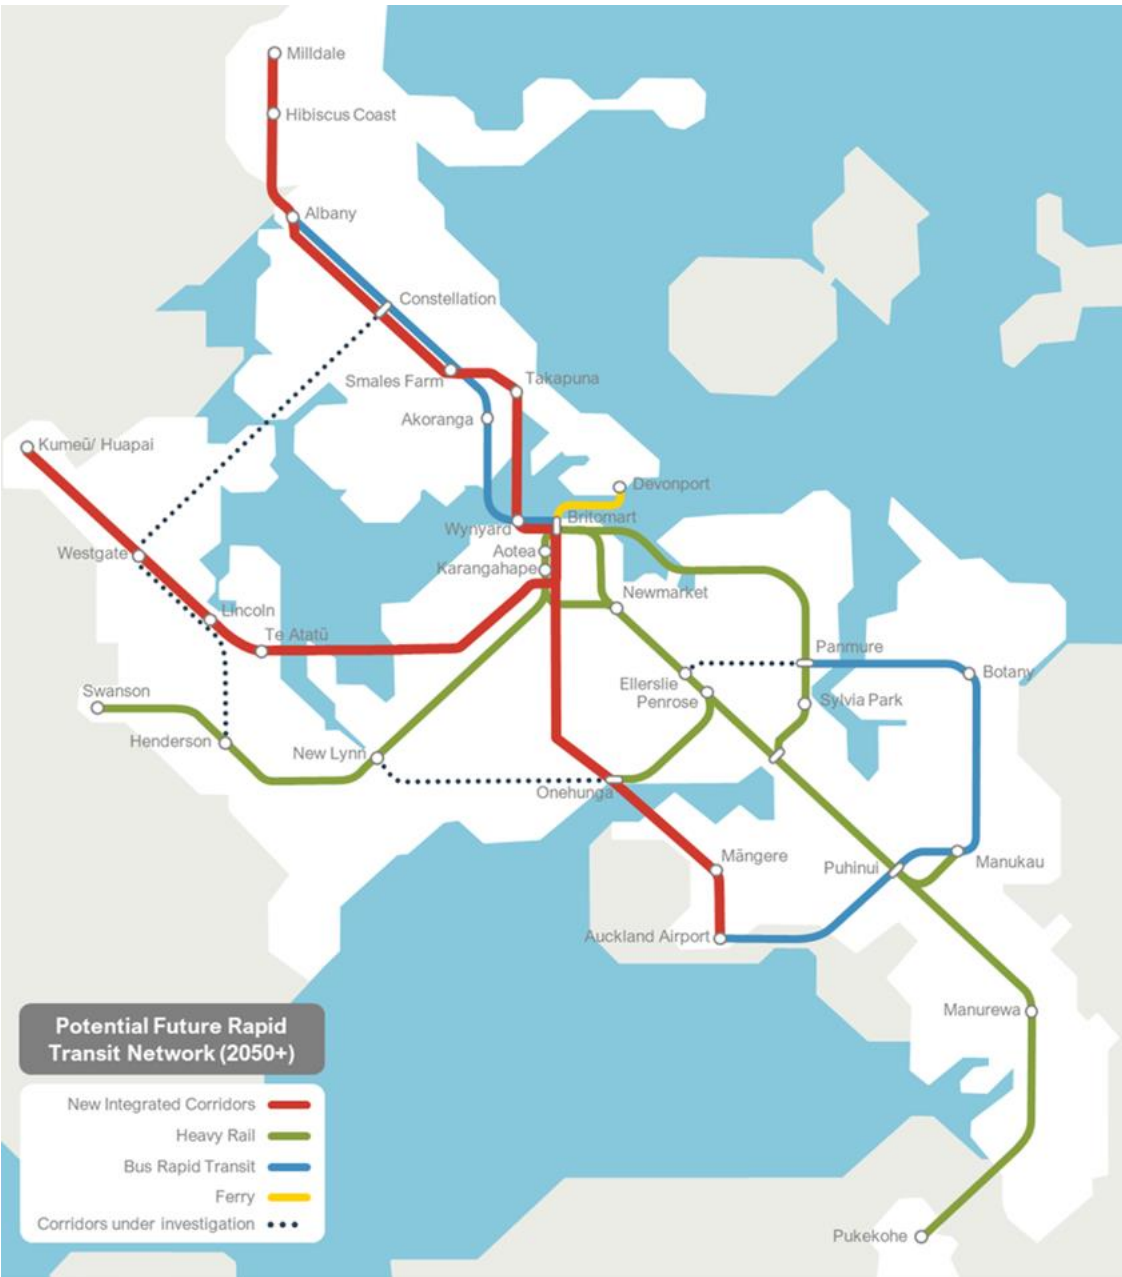 Milldale
Hibiscus Coast
Albany
Constellation
Smales Farm
Takapuna
Akoranga
Kumeū/ Huapai
Devonport
Britomart
Wynyard
Aotea
Karangahape
Westgate
Newmarket
Lincoln
Te Atatū
Panmure
Botany
Ellerslie
Penrose
Sylvia Park
Swanson
Henderson
New Lynn
Onehunga
Māngere
Puhinui
Manukau
Auckland Airport
Manurewa
Potential Future Rapid
Transit Network (2050+)
New Integrated Corridors
Heavy Rail
Bus Rapid Transit
Ferry
Corridors under investigation
Pukekohe